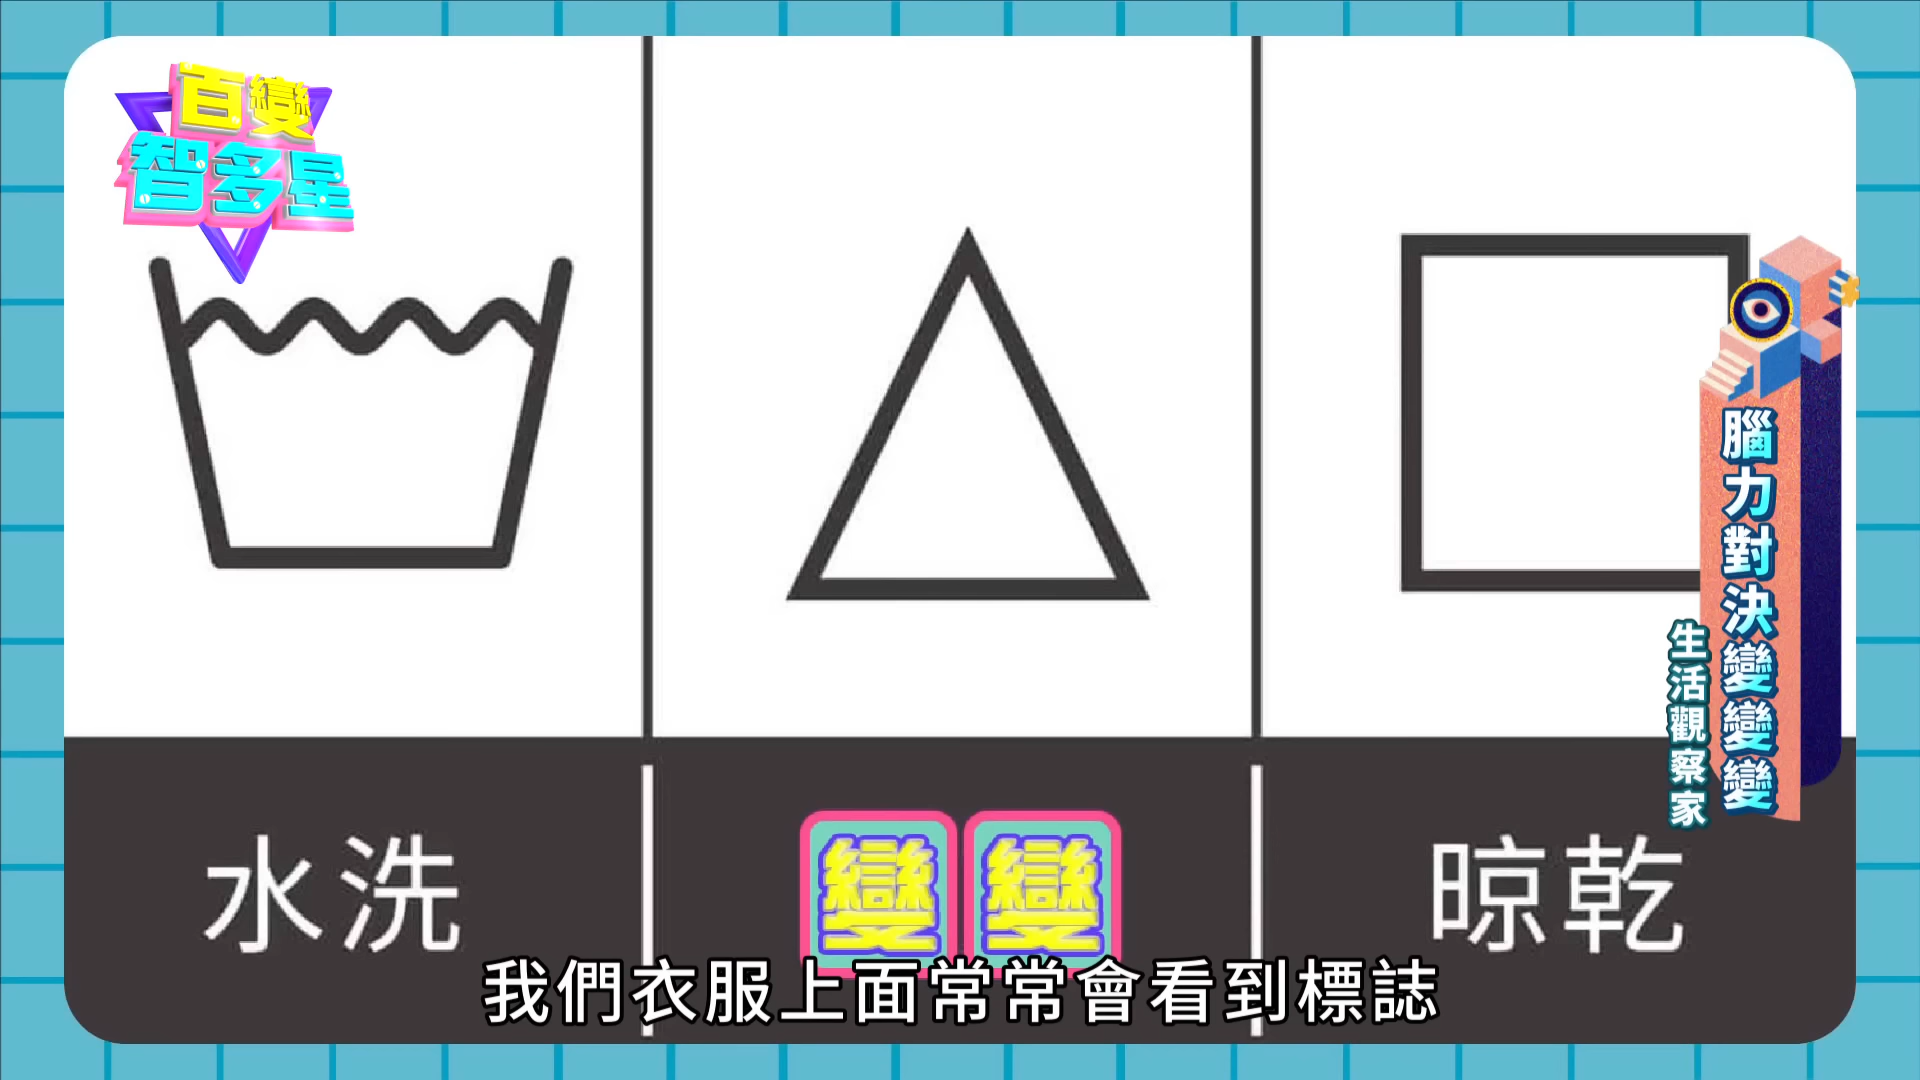 百變
智多星
腦力對決變變變
生活觀察家
水洗
變變
晾乾
我們衣服上面常常會看到標誌